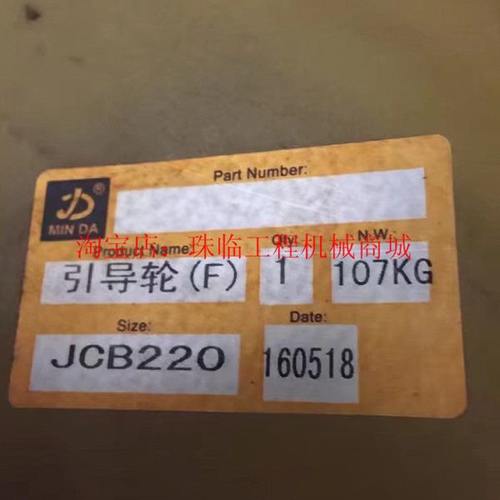 Part Number:
®
MIN DA
淘宝店：珠临工程机械商城
Product Name: Qty N.W.
引导轮(F) 1 107KG
Size: Date:
JCB220 160518